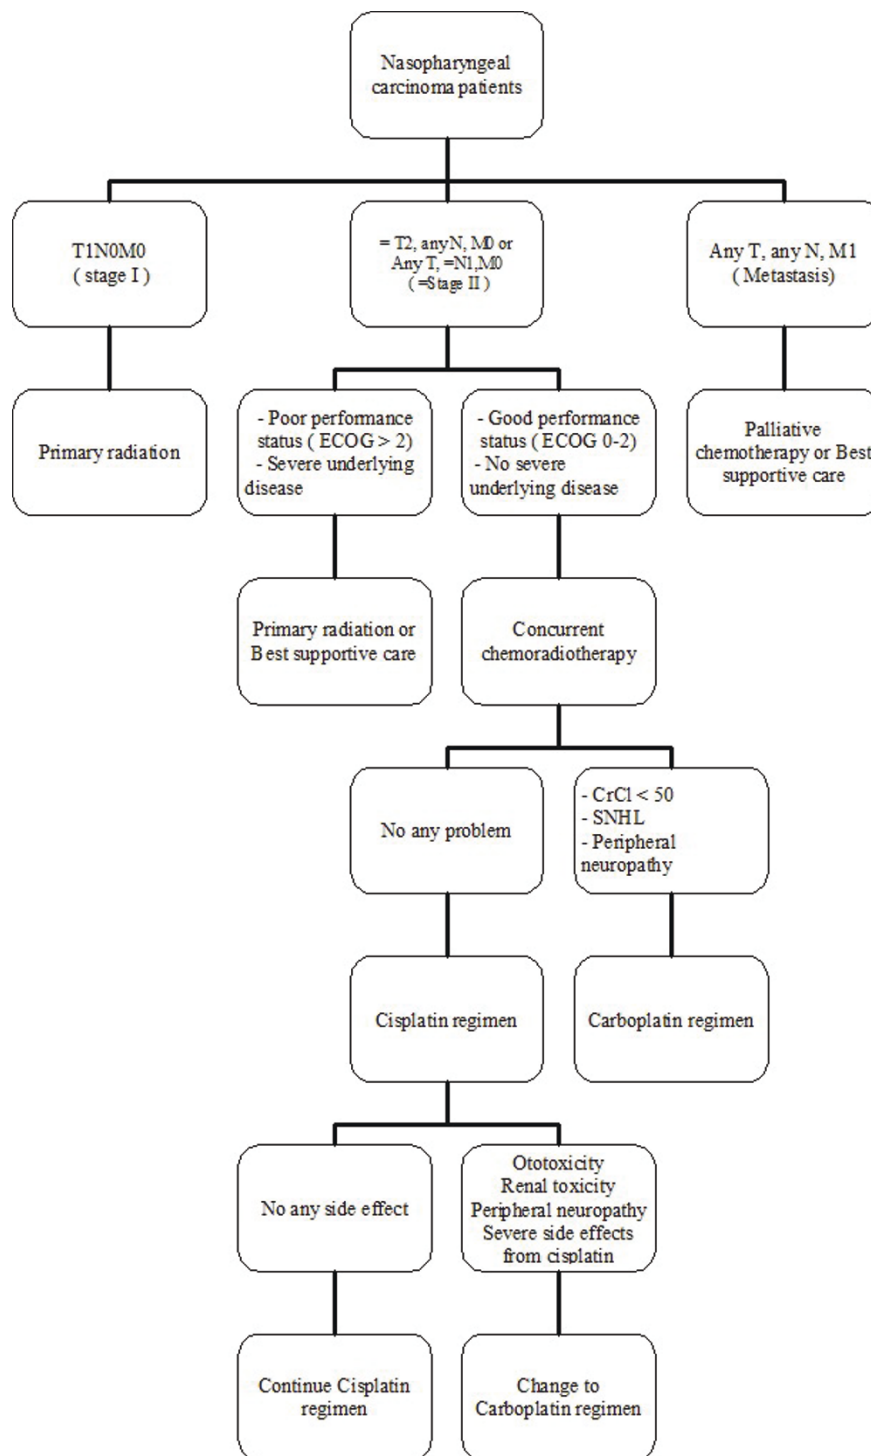 Nasopharyngeal
carcinoma patients
T1N0M0
( stage I )
= T2, any N, M0 or
Any T, =N1,M0
( =Stage II )
Any T, any N, M1
( Metastasis)
Primary radiation
- Poor performance
status ( ECOG > 2)
- Severe underlying
disease
- Good performance
status ( ECOG 0-2)
- No severe
underlying disease
Palliative
chemotherapy or Best
supportive care
Primary radiation or
Best supportive care
Concurrent
chemoradiotherapy
No any problem
- CrCl < 50
- SNHL
- Peripheral
neuropathy
Cisplatin regimen
Carboplatin regimen
No any side effect
Ototoxicity
Renal toxicity
Peripheral neuropathy
Severe side effects
from cisplatin
Continue Cisplatin
regimen
Change to
Carboplatin regimen